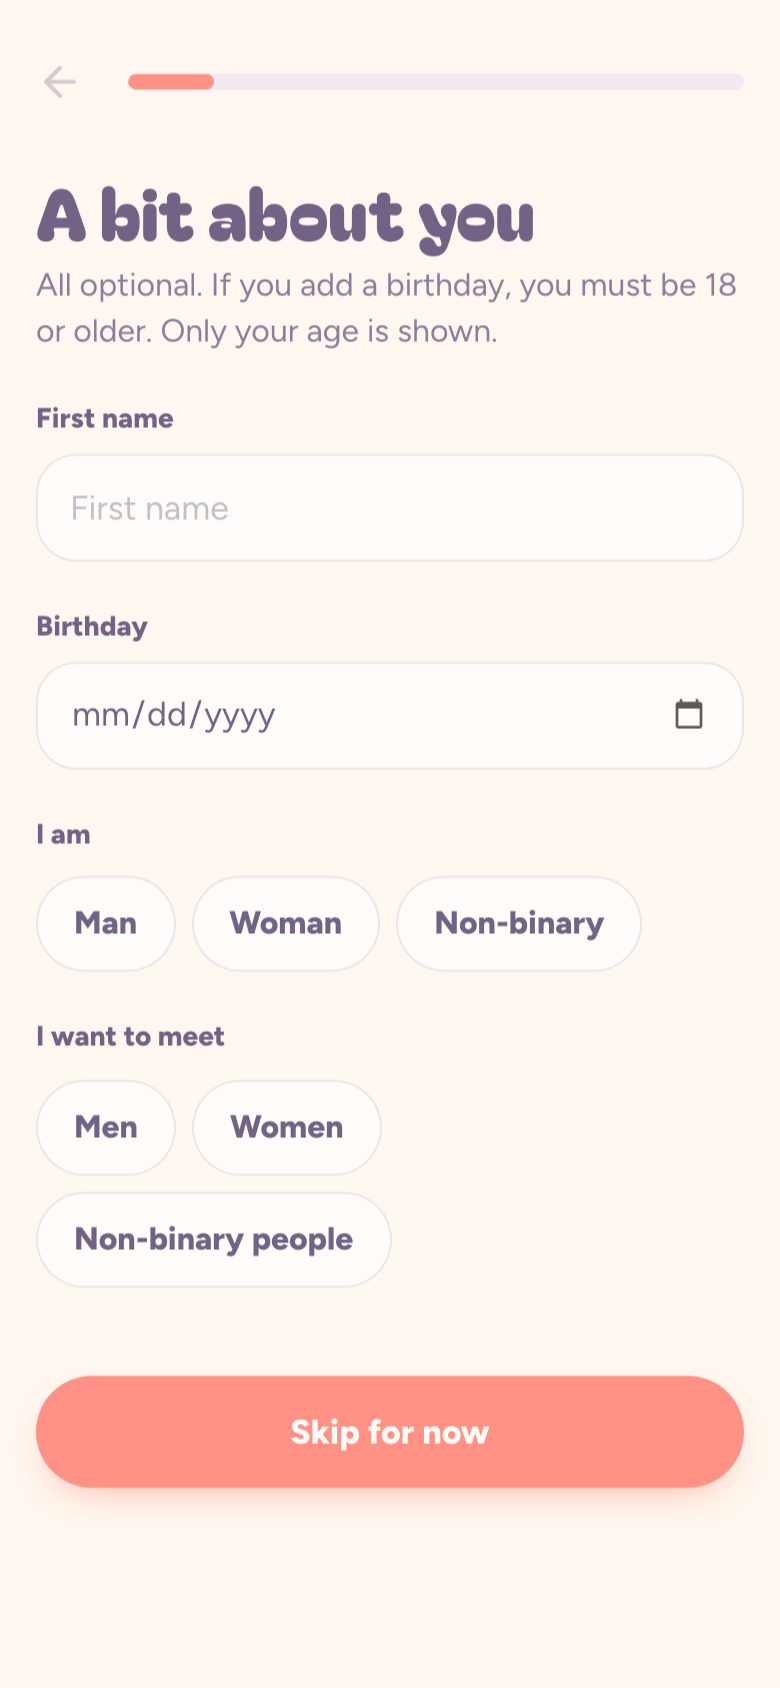 A bit about you
All optional. If you add a birthday, you must be 18
or older. Only your age is shown.
First name
First name
Birthday
mm/dd/yyyy
I am
Man Woman Non-binary
I want to meet
Men Women
Non-binary people
Skip for now